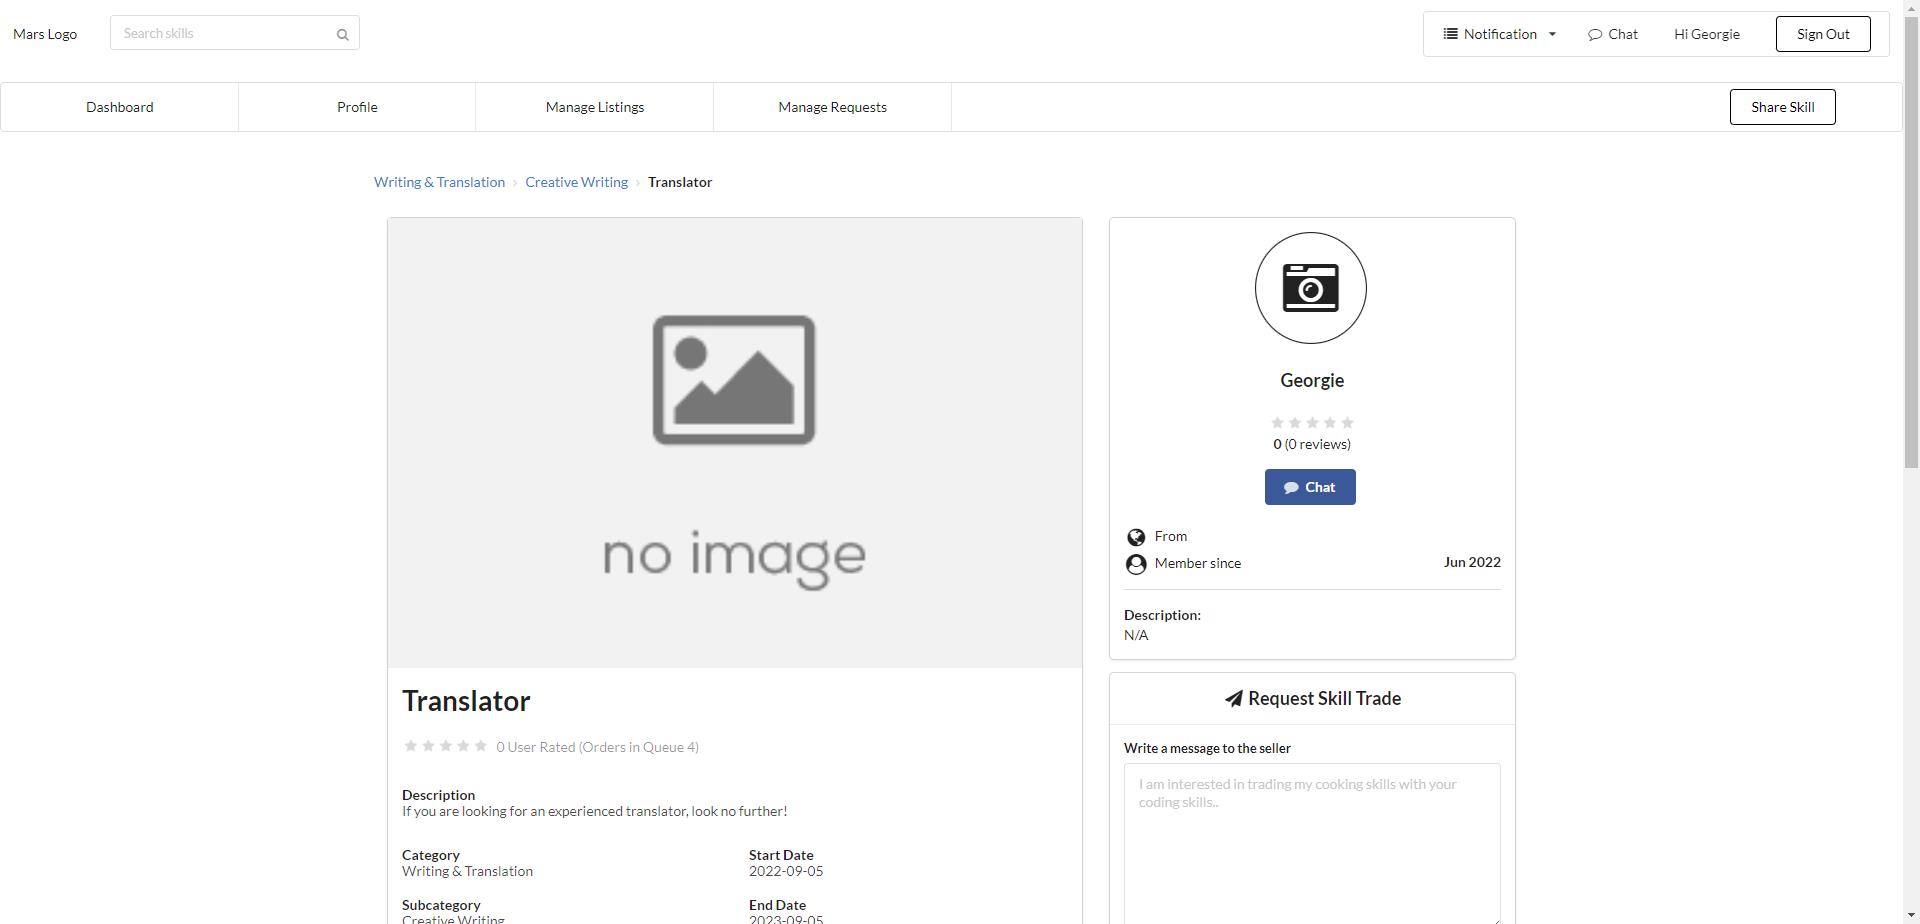 Mars Logo
Search skills
Notification
Chat
Hi Georgie
Sign Out
Dashboard
Profile
Manage Listings
Manage Requests
Share Skill
Writing & Translation › Creative Writing › Translator
no image
Translator
0 User Rated (Orders in Queue 4)
Description
If you are looking for an experienced translator, look no further!
Category
Writing & Translation
Start Date
2022-09-05
Subcategory
Creative Writing
End Date
2023-09-05
Georgie
0 (0 reviews)
Chat
From
Member since Jun 2022
Description:
N/A
Request Skill Trade
Write a message to the seller
I am interested in trading my cooking skills with your
coding skills..